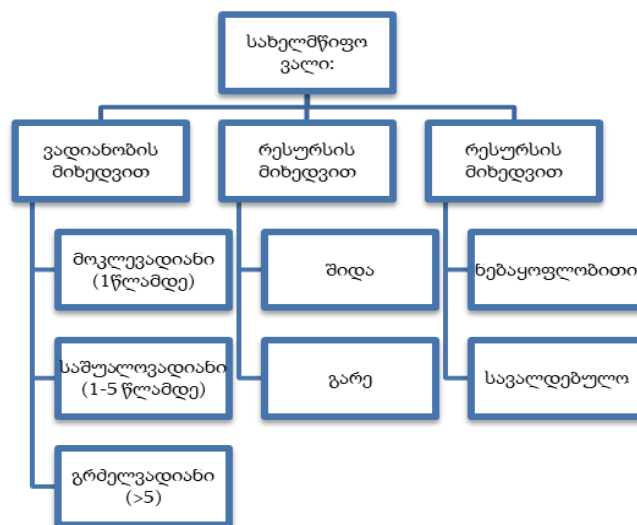 სახელმწიფო
ვალი:
ვადიანობის
მიხედვით
რესურსის
მიხედვით
რესურსის
მიხედვით
მოკლევადიანი
(1წლამდე)
საშუალოვადიანი
(1-5 წლამდე)
გრძელვადიანი
(>5)
შიდა
გარე
ნებაყოფლობითი
სავალდებულო